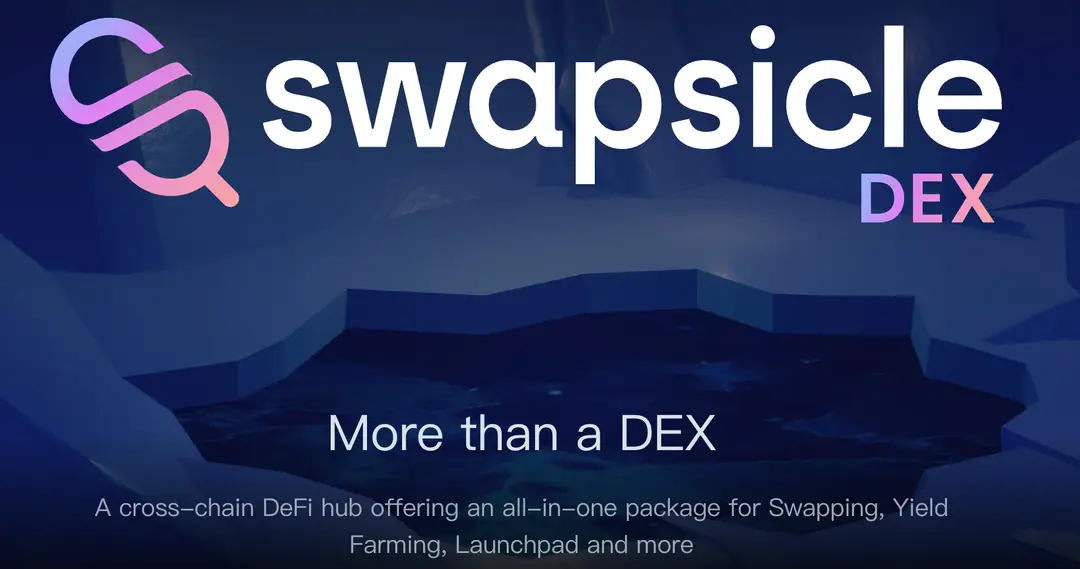 swapsicle
DEX
More than a DEX
A cross-chain DeFi hub offering an all-in-one package for Swapping, Yield
Farming, Launchpad and more